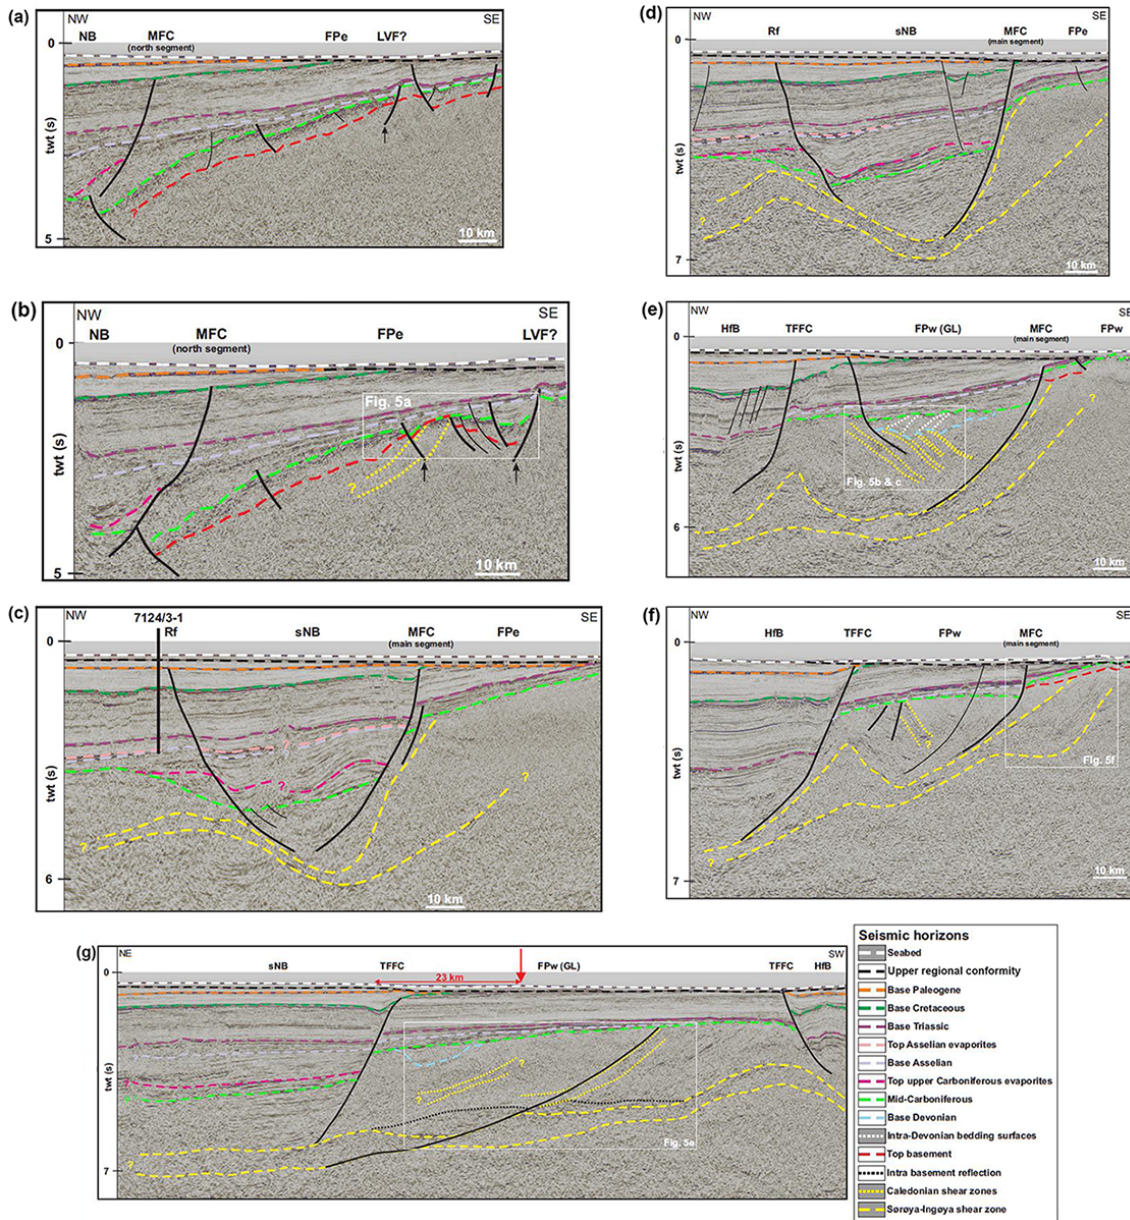 (a)
NW
SE
NB
MFC
(north segment)
FPe
LVF?
0
twt (s)
5
?
10 km
(b)
NW
SE
NB
MFC
(north segment)
FPe
LVF?
0
Fig. 5a
twt (s)
?
5
10 km
(c)
NW
SE
7124/3-1
Rf
sNB
MFC
(main segment)
FPe
0
twt (s)
?
?
?
?
6
10 km
(d)
NW
SE
Rf
sNB
MFC
(main segment)
FPe
0
twt (s)
?
7
10 km
(e)
NW
SE
HfB
TFFC
FPw (GL)
MFC
(main segment)
FPw
0
twt (s)
?
Fig. 5b & c
6
10 km
(f)
NW
SE
HfB
TFFC
FPw
MFC
(main segment)
0
twt (s)
?
Fig. 5f
?
7
10 km
(g)
NE
SW
sNB
TFFC
23 km
FPw (GL)
TFFC
HfB
0
twt (s)
?
?
?
?
?
Fig. 5e
7
Seismic horizons
Seabed
Upper regional conformity
Base Paleogene
Base Cretaceous
Base Triassic
Top Asselian evaporites
Base Asselian
Top upper Carboniferous evaporites
Mid-Carboniferous
Base Devonian
Intra-Devonian bedding surfaces
Top basement
Intra basement reflection
Caledonian shear zones
Sørøya-Ingøya shear zone